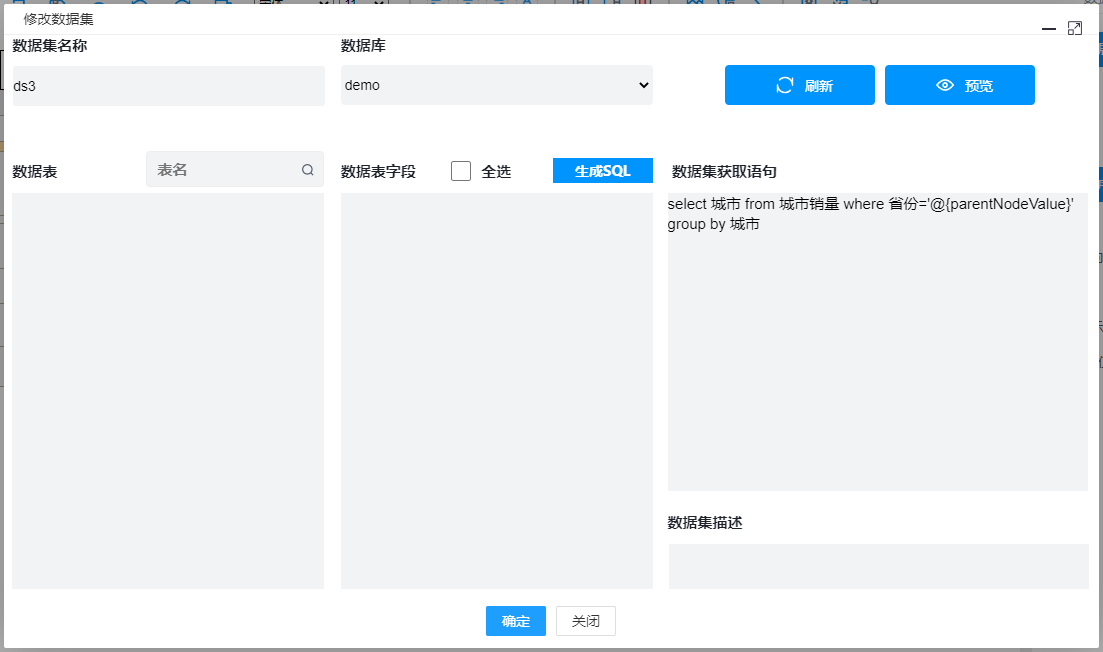 修改数据集
数据集名称
数据库
ds3
demo
刷新
预览
数据表
表名
数据表字段
全选
生成SQL
数据集获取语句
select 城市 from 城市销量 where 省份='@{parentNodeValue}'
group by 城市
数据集描述
确定
关闭